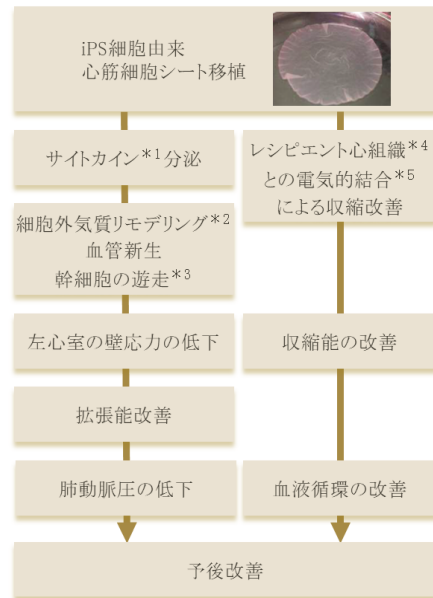 iPS細胞由来
心筋細胞シート移植
サイトカイン*1分泌
細胞外気質リモデリング*2
血管新生
幹細胞の遊走*3
左心室の壁応力の低下
拡張能改善
肺動脈圧の低下
レシピエント心組織*4
との電気的結合*5
による収縮改善
収縮能の改善
血液循環の改善
予後改善